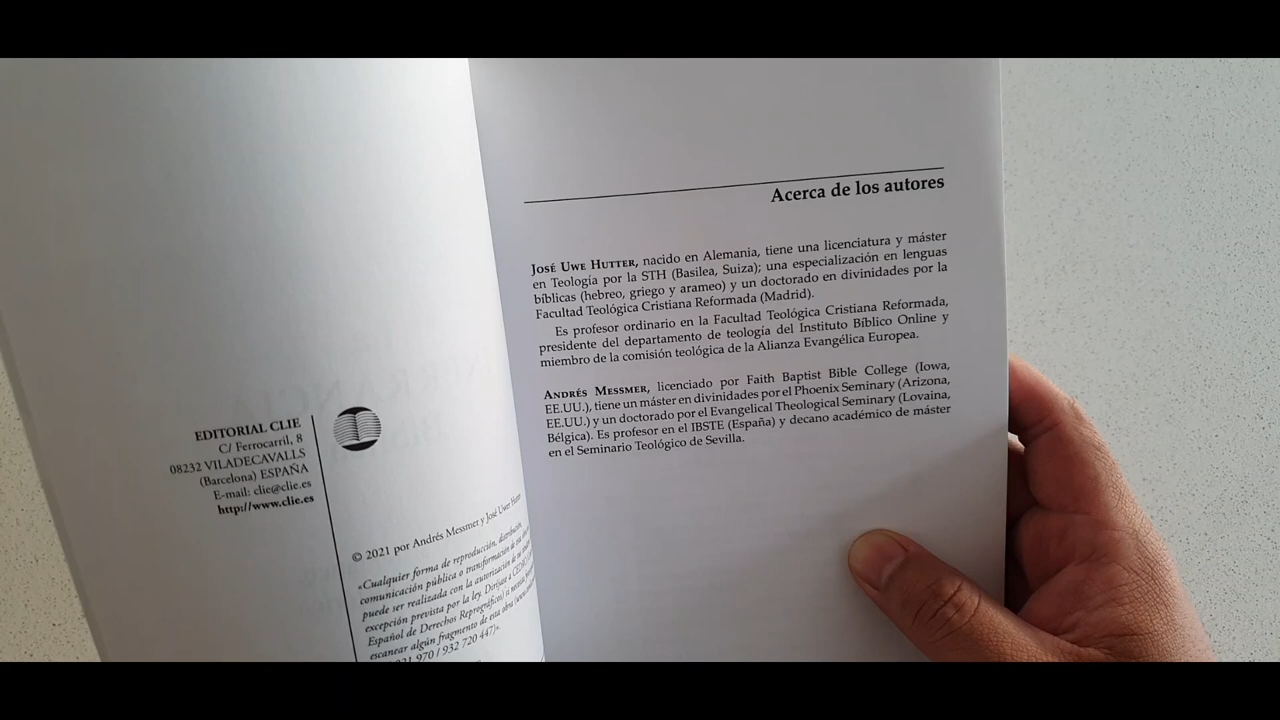 EDITORIAL CLIE
C/ Ferrocarril, 8
08232 VILADECAVALLS
(Barcelona) ESPAÑA
E-mail: clie@clie.es
http://www.clie.es
© 2021 por Andrés Messmer y José Uwe Hutter
«Cualquier forma de reproducción, distribución,
comunicación pública o transformación de
puede ser realizada con la autorización de
excepción prevista por la ley. Diríjase a CEDRO
Español de Derechos Reprográficos) si necesita
escanear algún fragmento de esta obra
970 / 932 720 447)».
Acerca de los autores
José Uwe Hutter, nacido en Alemania, tiene una licenciatura y máster
en Teología por la STH (Basilea, Suiza); una especialización en lenguas
bíblicas (hebreo, griego y arameo) y un doctorado en divinidades por la
Facultad Teológica Cristiana Reformada (Madrid).
Es profesor ordinario en la Facultad Teológica Cristiana Reformada,
presidente del departamento de teología del Instituto Bíblico Online y
miembro de la comisión teológica de la Alianza Evangélica Europea.
Andrés Messmer, licenciado por Faith Baptist Bible College (Iowa,
EE.UU.), tiene un máster en divinidades por el Phoenix Seminary (Arizona,
EE.UU.) y un doctorado por el Evangelical Theological Seminary (Lovaina,
Bélgica). Es profesor en el IBSTE (España) y decano académico de máster
en el Seminario Teológico de Sevilla.